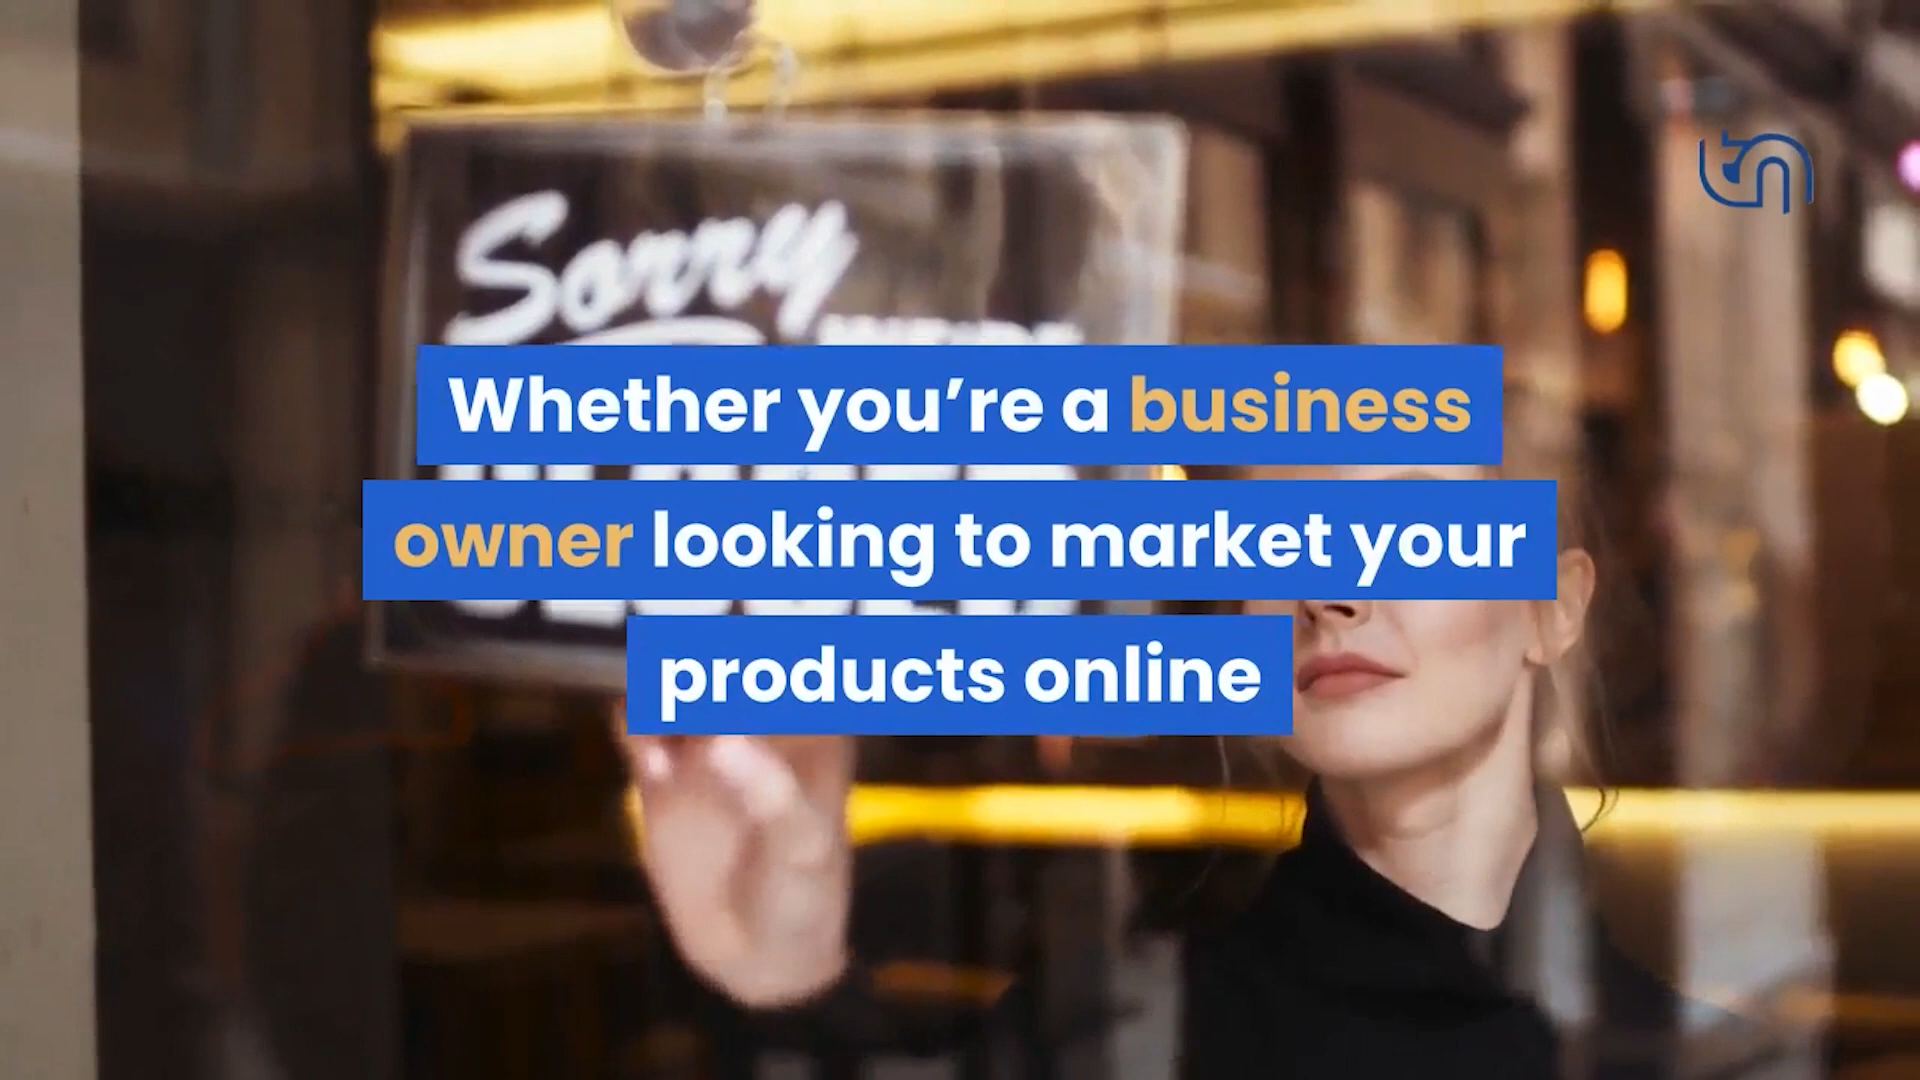 Sorry
Whether you’re a business
owner looking to market your
products online